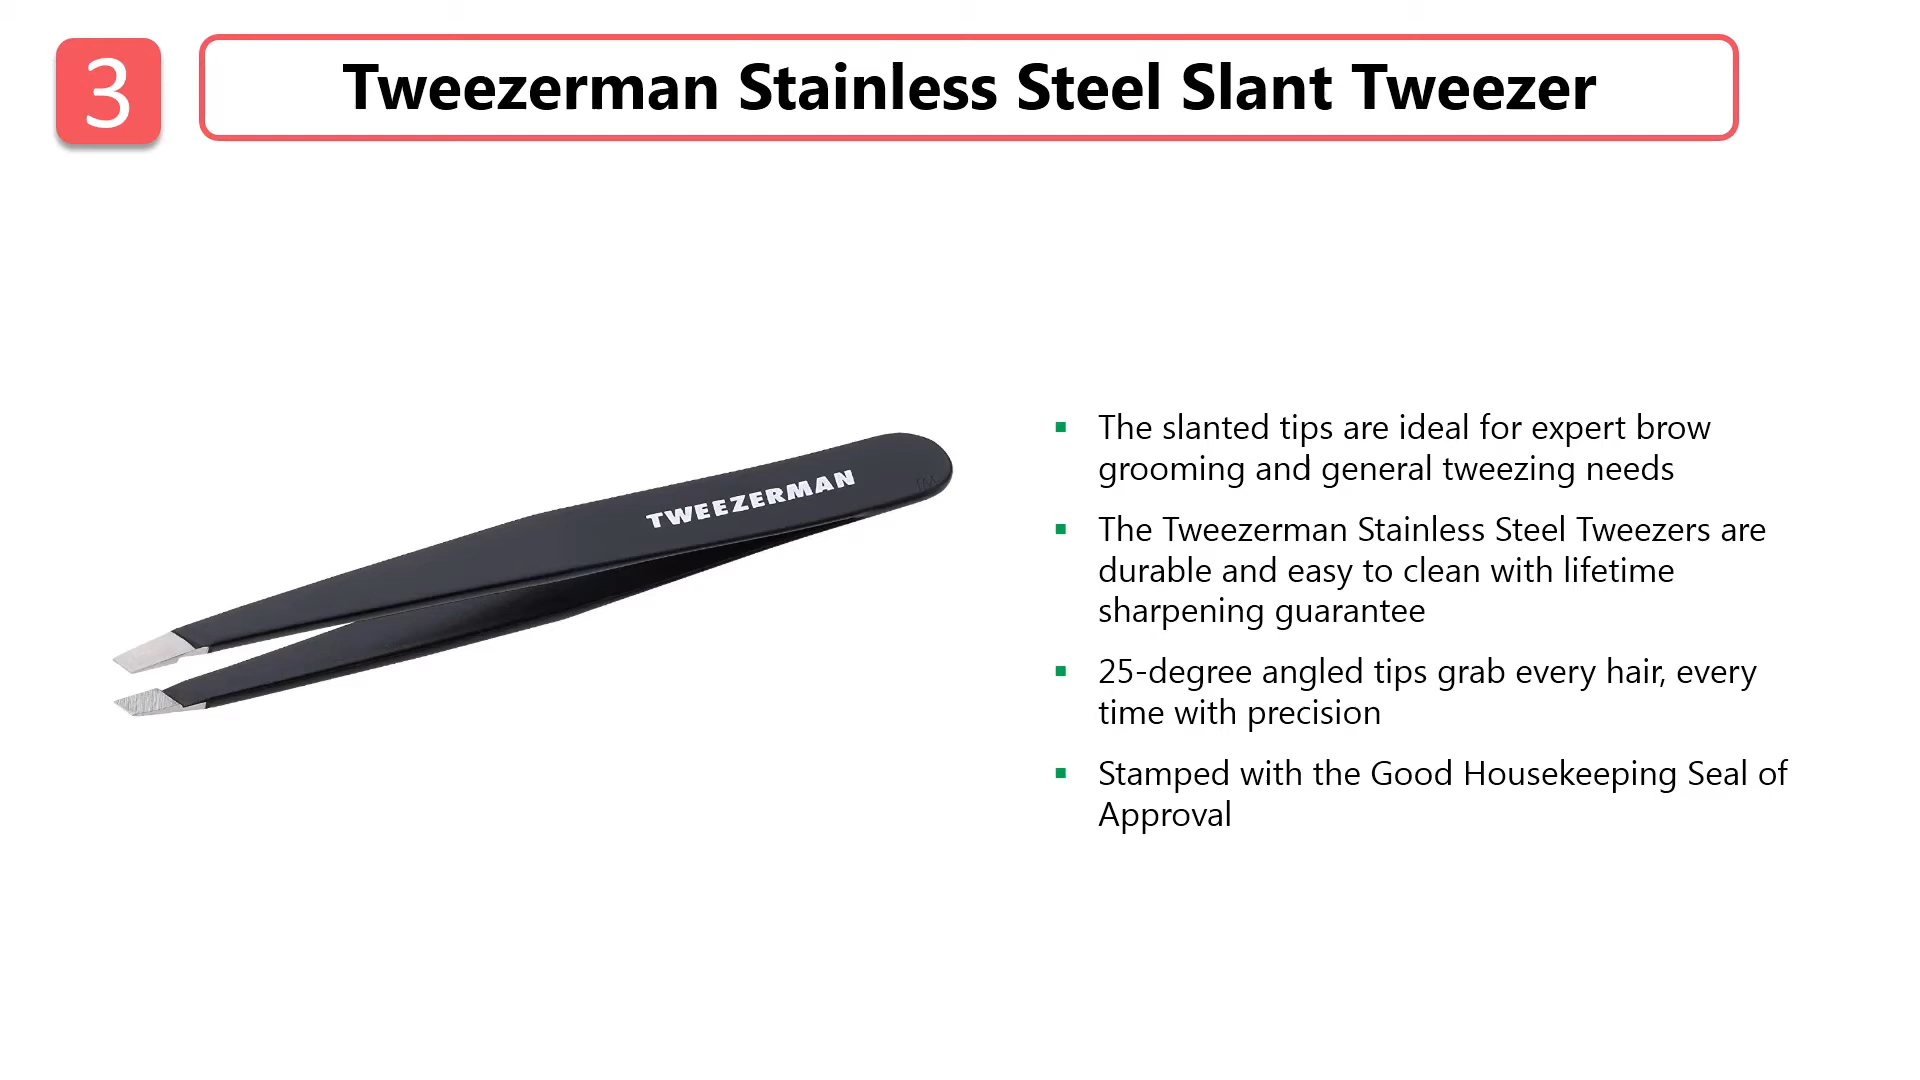 3
Tweezerman Stainless Steel Slant Tweezer
TWEEZERMAN
TM
▪ The slanted tips are ideal for expert brow
grooming and general tweezing needs
▪ The Tweezerman Stainless Steel Tweezers are
durable and easy to clean with lifetime
sharpening guarantee
▪ 25-degree angled tips grab every hair, every
time with precision
▪ Stamped with the Good Housekeeping Seal of
Approval